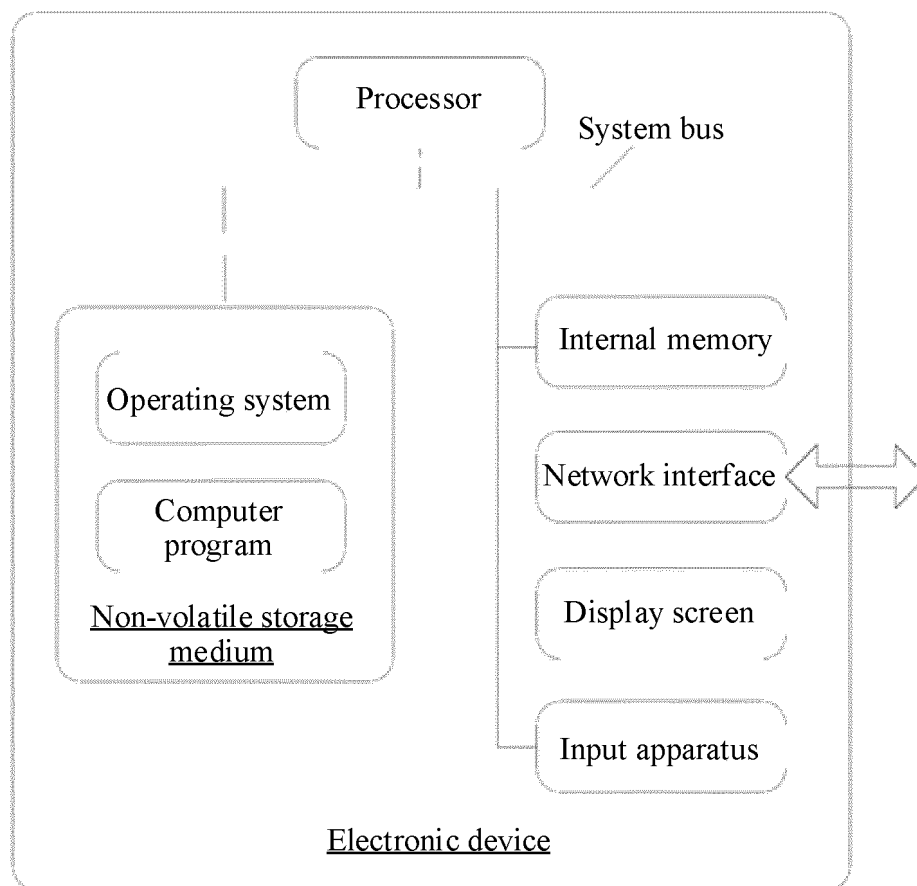 Processor
System bus
Operating system
Computer
program
Non-volatile storage
medium
Internal memory
Network interface
Display screen
Input apparatus
Electronic device